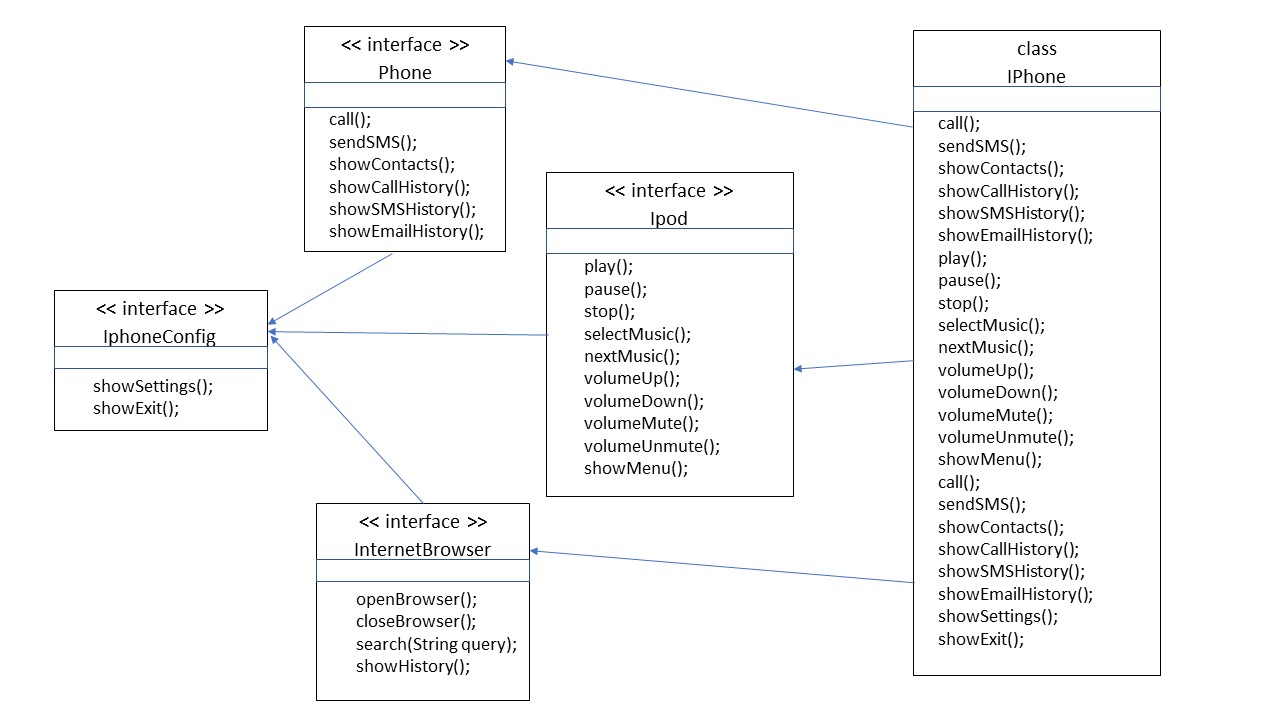 << interface >>
Phone
call();
sendSMS();
showContacts();
showCallHistory();
showSMSHistory();
showEmailHistory();
<< interface >>
IphoneConfig
showSettings();
showExit();
<< interface >>
Ipod
play();
pause();
stop();
selectMusic();
nextMusic();
volumeUp();
volumeDown();
volumeMute();
volumeUnmute();
showMenu();
<< interface >>
InternetBrowser
openBrowser();
closeBrowser();
search(String query);
showHistory();
class
IPhone
call();
sendSMS();
showContacts();
showCallHistory();
showSMSHistory();
showEmailHistory();
play();
pause();
stop();
selectMusic();
nextMusic();
volumeUp();
volumeDown();
volumeMute();
volumeUnmute();
showMenu();
call();
sendSMS();
showContacts();
showCallHistory();
showSMSHistory();
showEmailHistory();
showSettings();
showExit();